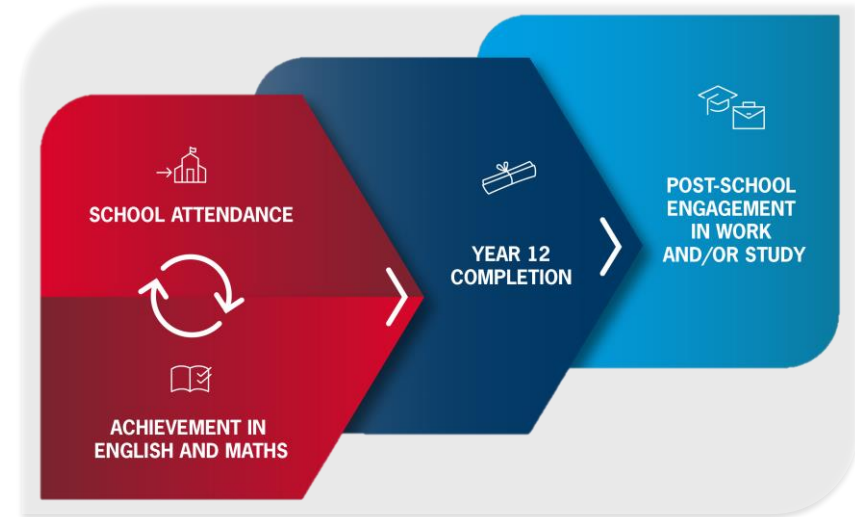 SCHOOL ATTENDANCE
ACHIEVEMENT IN
ENGLISH AND MATHS
YEAR 12
COMPLETION
POST-SCHOOL
ENGAGEMENT
IN WORK
AND/OR STUDY